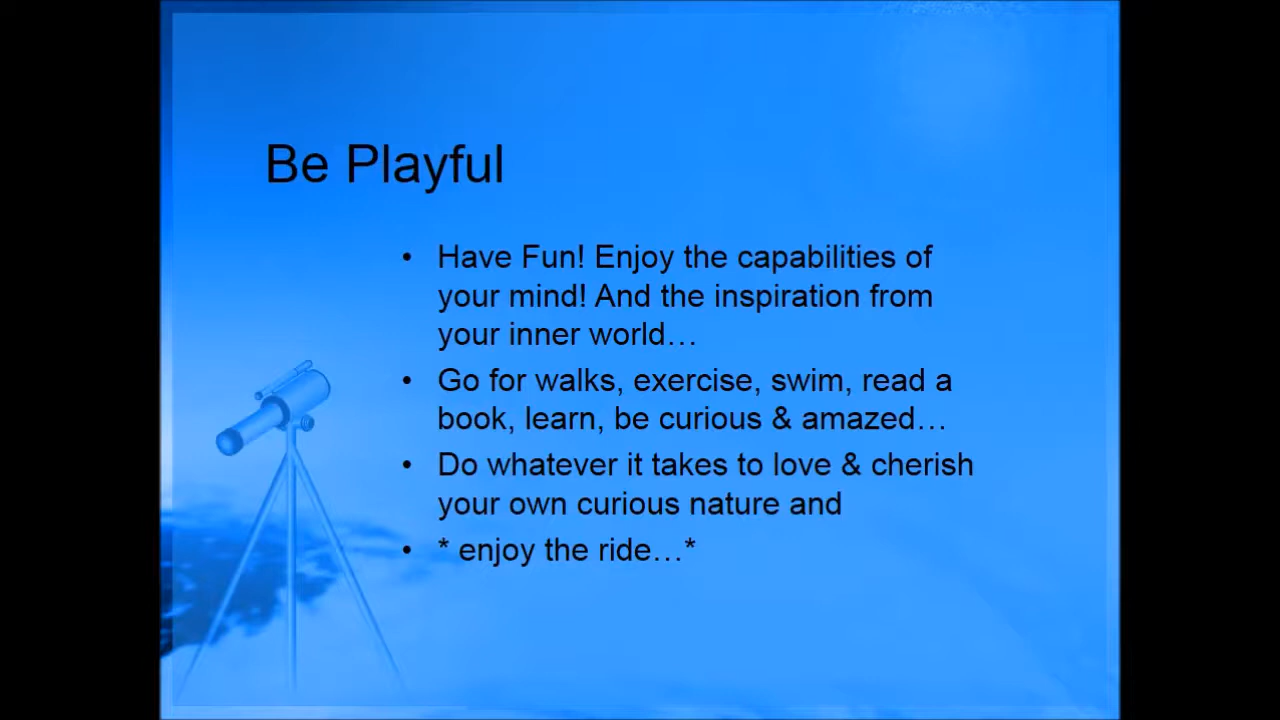 Be Playful
• Have Fun! Enjoy the capabilities of
your mind! And the inspiration from
your inner world…
• Go for walks, exercise, swim, read a
book, learn, be curious & amazed…
• Do whatever it takes to love & cherish
your own curious nature and
• * enjoy the ride…*